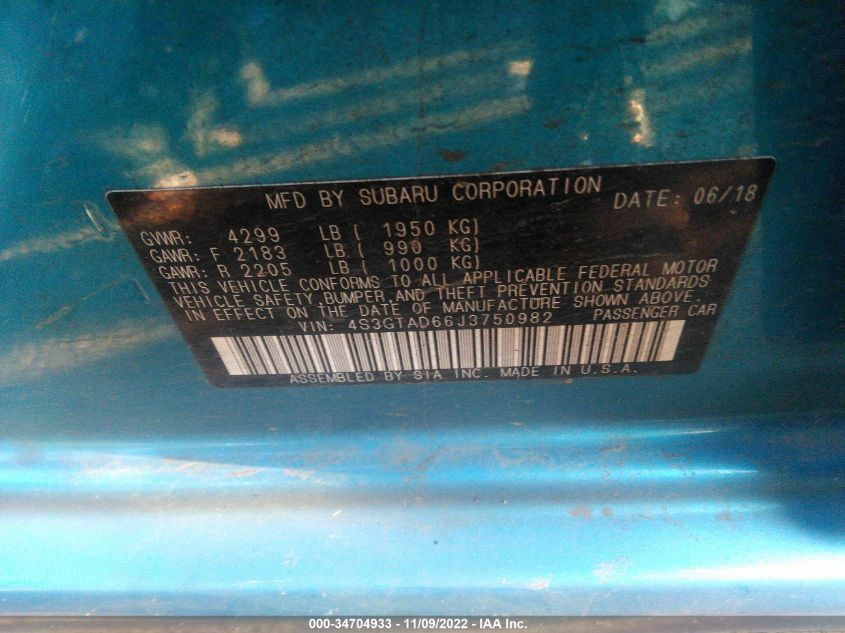 MFD BY SUBARU CORPORATION DATE: 06/18
GVWR: 4299 LB ( 1950 KG)
GAWR: F 2183 LB ( 990 KG)
GAWR: R 2205 LB ( 1000 KG)
THIS VEHICLE CONFORMS TO ALL APPLICABLE FEDERAL MOTOR
VEHICLE SAFETY, BUMPER, AND THEFT PREVENTION STANDARDS
IN EFFECT ON THE DATE OF MANUFACTURE SHOWN ABOVE.
VIN: 4S3GTAD66J3750982 PASSENGER CAR
ASSEMBLED BY SIA INC. MADE IN U.S.A.
000-34704933 - 11/09/2022 - IAA Inc.